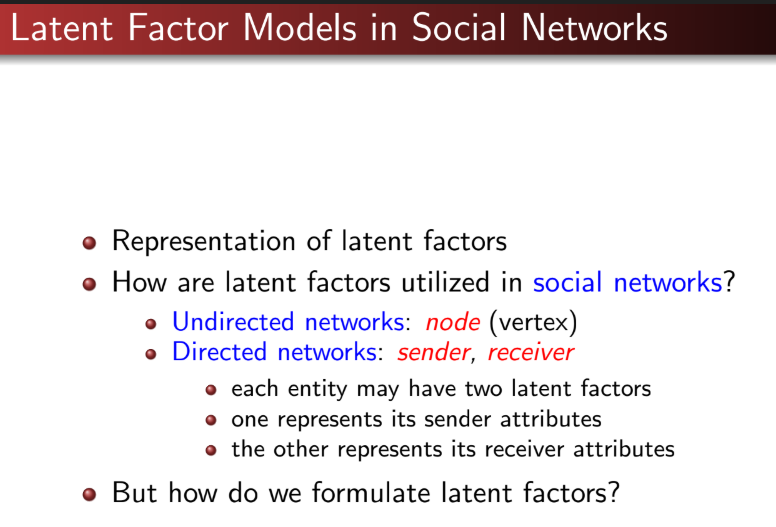 Latent Factor Models in Social Networks
Representation of latent factors
How are latent factors utilized in social networks?
Undirected networks: node (vertex)
Directed networks: sender, receiver
each entity may have two latent factors
one represents its sender attributes
the other represents its receiver attributes
But how do we formulate latent factors?